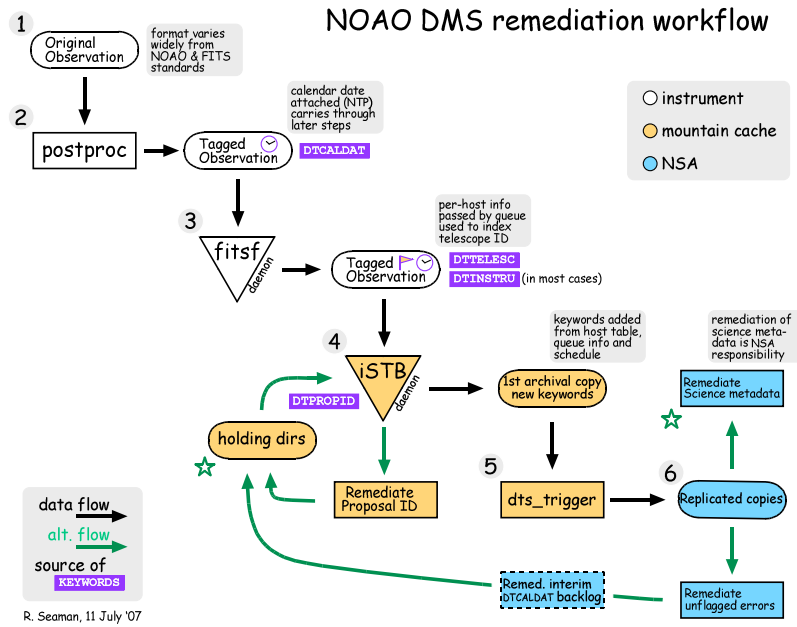 NOAO DMS remediation workflow
1
Original
Observation
format varies
widely from
NOAO & FITS
standards
2
postproc
Tagged
Observation
calendar date
attached (NTP)
carries through
later steps
DTCALDAT
instrument
mountain cache
NSA
3
fitsf
daemon
Tagged
Observation
per-host info
passed by queue
used to index
telescope ID
DTTELESC
DTINSTRU (in most cases)
4
iSTB
daemon
DTPROPID
holding dirs
Remediate
Proposal ID
keywords added
from host table,
queue info and
schedule
1st archival copy
new keywords
remediation of
science meta-
data is NSA
responsibility
Remediate
Science metadata
5
dts_trigger
6
Replicated copies
Remed. interim
DTCALDAT backlog
Remediate
unflagged errors
data flow
alt. flow
source of
KEYWORDS
R. Seaman, 11 July '07